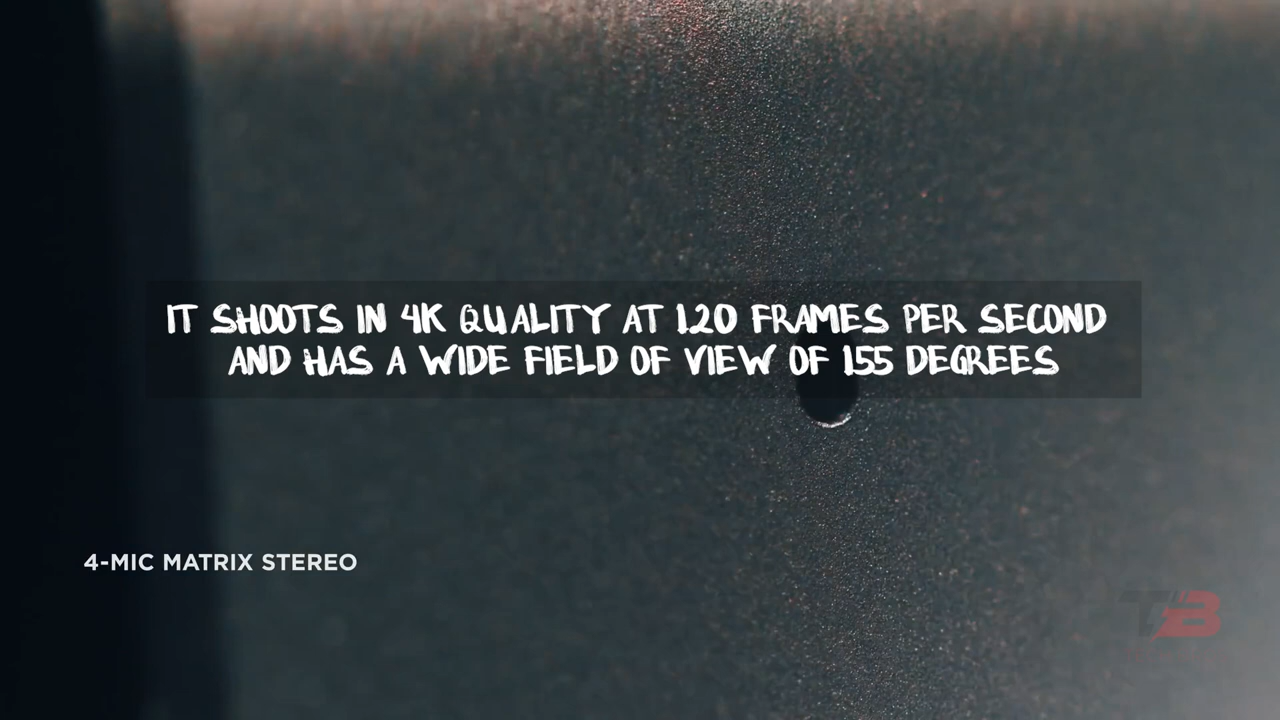 IT SHOOTS IN 4K QUALITY AT 120 FRAMES PER SECOND
AND HAS A WIDE FIELD OF VIEW OF 155 DEGREES
4-MIC MATRIX STEREO
TB